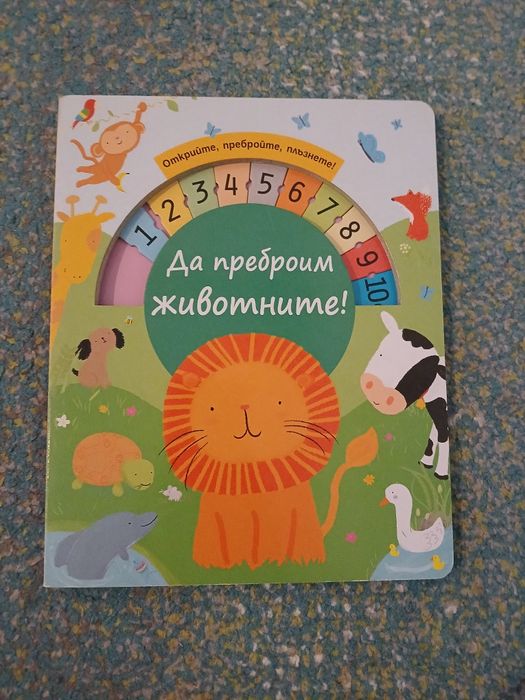 Открийте, пребройте, плъзнете!
1 2 3 4 5 6 7 8 9 10
Да преброим
животните!